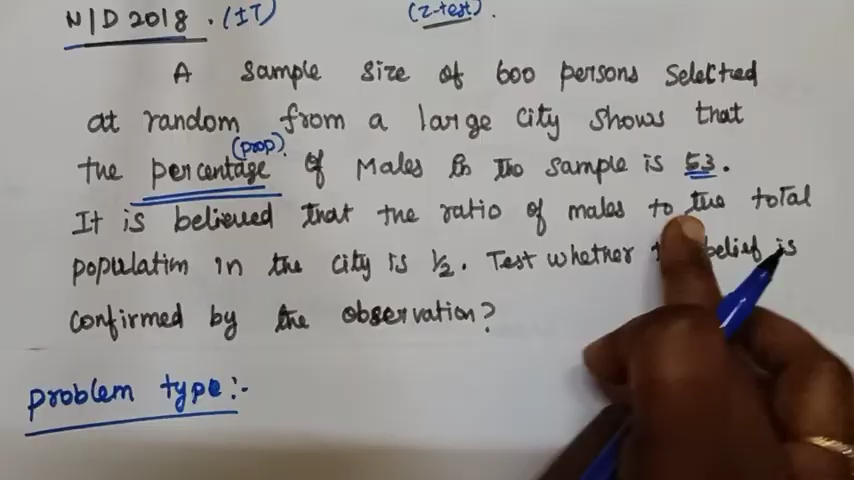 N/D 2018. (IT)
(Z-test).
A sample size of 600 persons selected
at random from a large city shows that
(prop).
the percentage of Males in the sample is 53.
It is believed that the ratio of males to the total
population in the city is 1/2. Test whether belief is
confirmed by the observation?
problem type:-